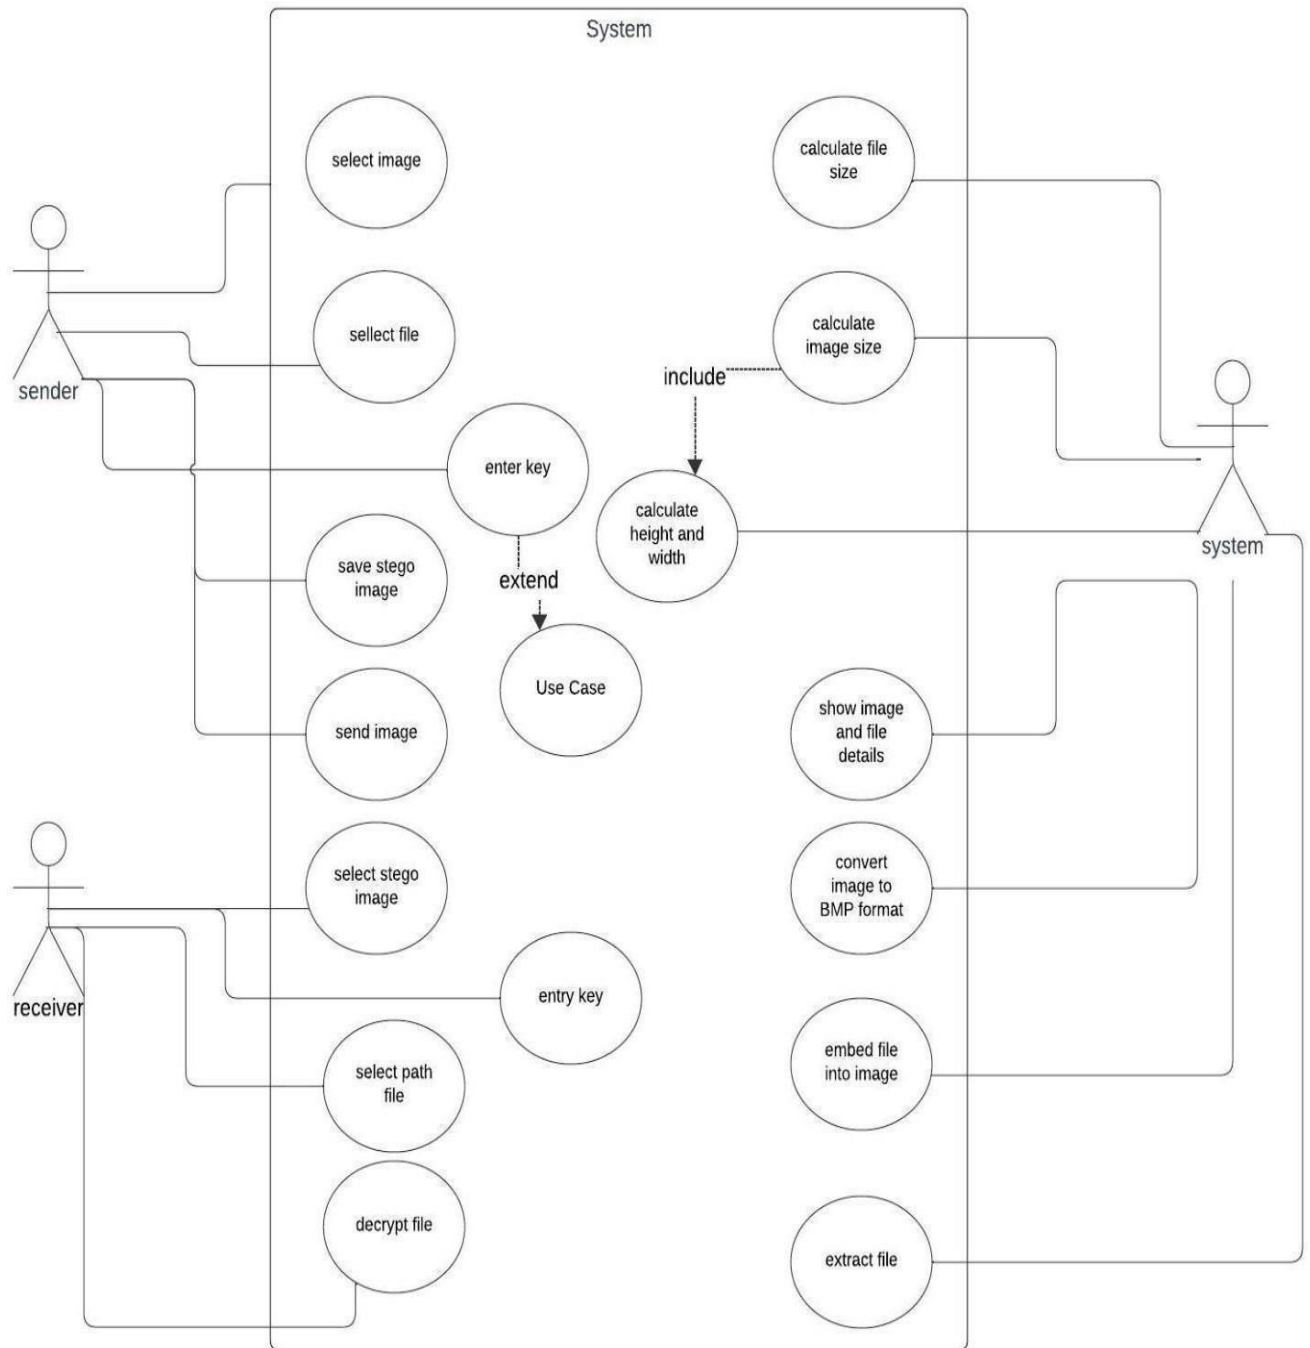 System
select image
calculate file
size
sellect file
calculate
image size
sender
include
enter key
calculate
height and
width
system
save stego
image
extend
Use Case
send image
show image
and file
details
select stego
image
convert
image to
BMP format
receiver
entry key
select path
file
embed file
into image
decrypt file
extract file